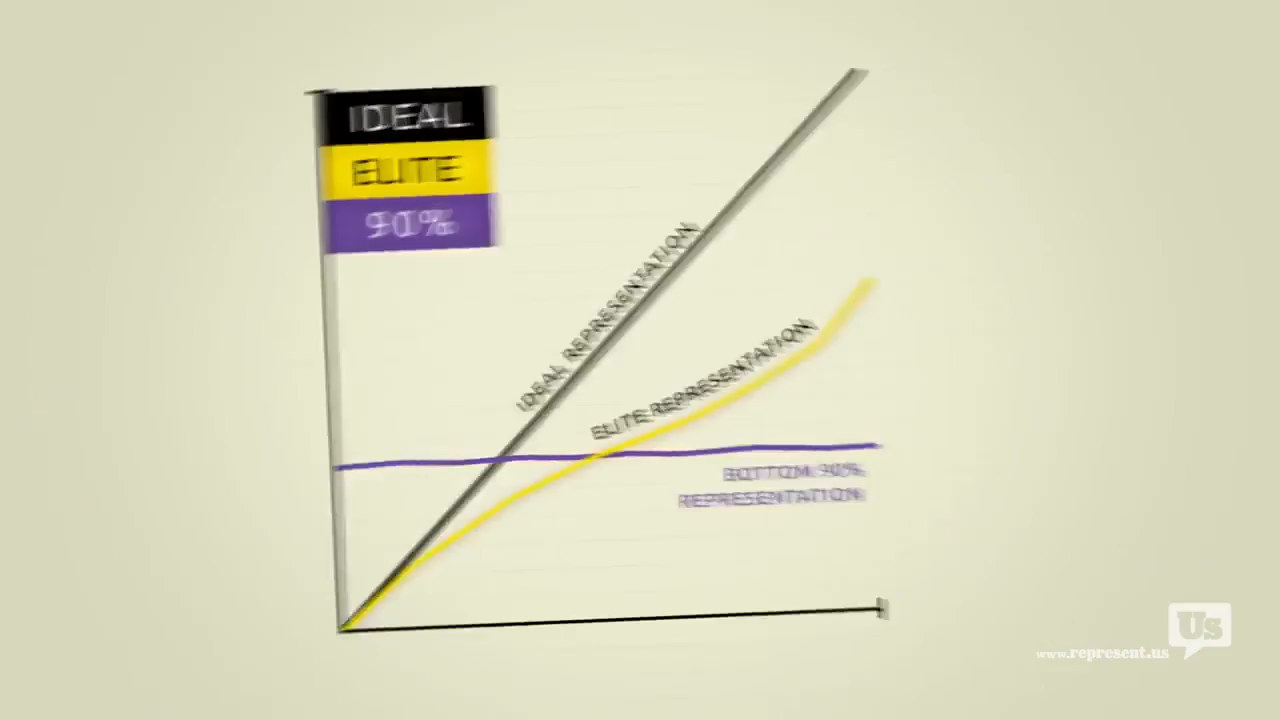 IDEAL
ELITE
90%
IDEAL REPRESENTATION
ELITE REPRESENTATION
BOTTOM 90%
REPRESENTATION
Us
www.represent.us